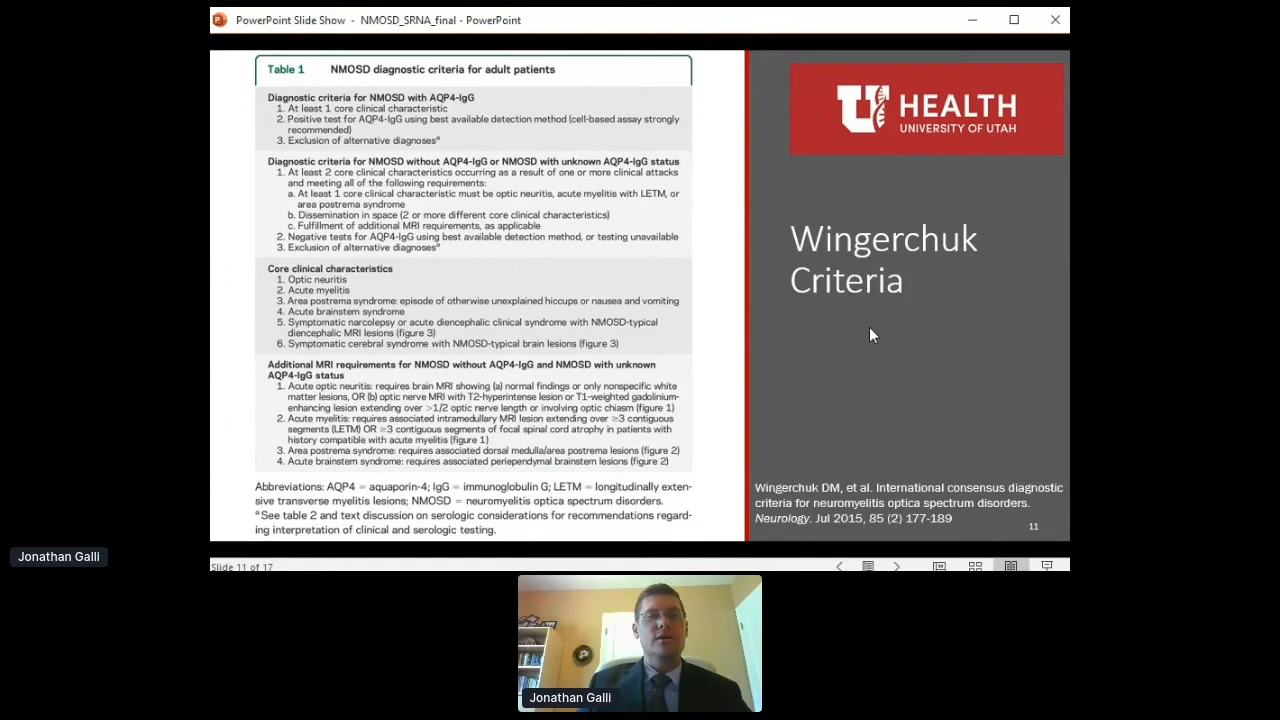 PowerPoint Slide Show - NMOSD_SRNA_final - PowerPoint
Table 1 NMOSD diagnostic criteria for adult patients
Diagnostic criteria for NMOSD with AQP4-IgG
1. At least 1 core clinical characteristic
2. Positive test for AQP4-IgG using best available detection method (cell-based assay strongly
recommended)
3. Exclusion of alternative diagnosesª
Diagnostic criteria for NMOSD without AQP4-IgG or NMOSD with unknown AQP4-IgG status
1. At least 2 core clinical characteristics occurring as a result of one or more clinical attacks
and meeting all of the following requirements:
a. At least 1 core clinical characteristic must be optic neuritis, acute myelitis with LETM, or
area postrema syndrome
b. Dissemination in space (2 or more different core clinical characteristics)
c. Fulfillment of additional MRI requirements, as applicable
2. Negative tests for AQP4-IgG using best available detection method, or testing unavailable
3. Exclusion of alternative diagnosesª
Core clinical characteristics
1. Optic neuritis
2. Acute myelitis
3. Area postrema syndrome: episode of otherwise unexplained hiccups or nausea and vomiting
4. Acute brainstem syndrome
5. Symptomatic narcolepsy or acute diencephalic clinical syndrome with NMOSD-typical
diencephalic MRI lesions (figure 3)
6. Symptomatic cerebral syndrome with NMOSD-typical brain lesions (figure 3)
Additional MRI requirements for NMOSD without AQP4-IgG and NMOSD with unknown
AQP4-IgG status
1. Acute optic neuritis: requires brain MRI showing (a) normal findings or only nonspecific white
matter lesions, OR (b) optic nerve MRI with T2-hyperintense lesion or T1-weighted gadolinium-
enhancing lesion extending over >1/2 optic nerve length or involving optic chiasm (figure 1)
2. Acute myelitis: requires associated intramedullary MRI lesion extending over ≥3 contiguous
segments (LETM) OR ≥3 contiguous segments of focal spinal cord atrophy in patients with
history compatible with acute myelitis (figure 1)
3. Area postrema syndrome: requires associated dorsal medulla/area postrema lesions (figure 2)
4. Acute brainstem syndrome: requires associated periependymal brainstem lesions (figure 2)
Abbreviations: AQP4 = aquaporin-4; IgG = immunoglobulin G; LETM = longitudinally exten-
sive transverse myelitis lesions; NMOSD = neuromyelitis optica spectrum disorders.
ªSee table 2 and text discussion on serologic considerations for recommendations regard-
ing interpretation of clinical and serologic testing.
U HEALTH
UNIVERSITY OF UTAH
Wingerchuk
Criteria
Wingerchuk DM, et al. International consensus diagnostic
criteria for neuromyelitis optica spectrum disorders.
Neurology. Jul 2015, 85 (2) 177-189
11
Slide 11 of 17
Jonathan Galli
Jonathan Galli